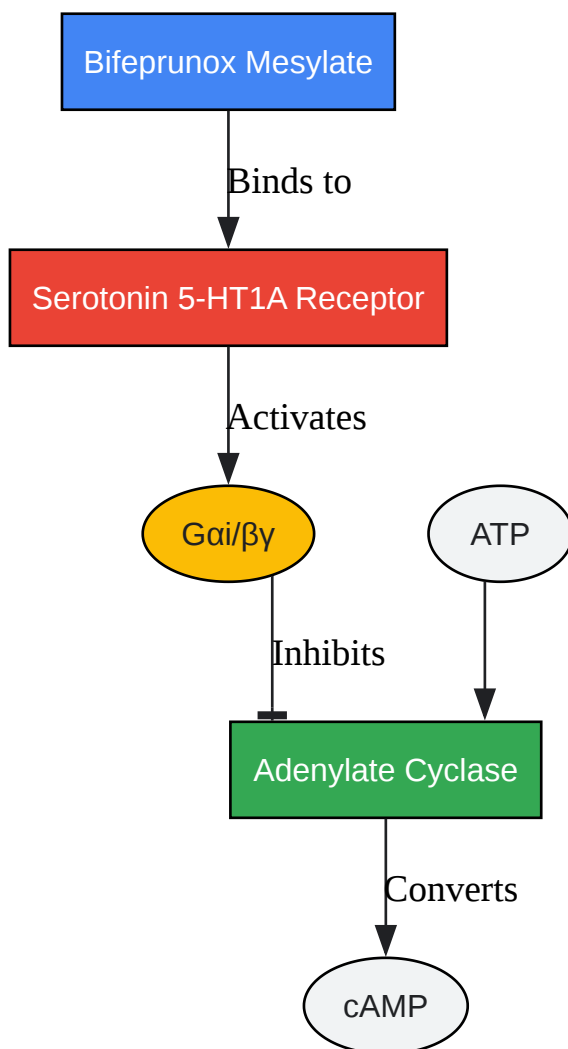 Bifeprunox Mesylate
Binds to
Serotonin 5-HT1A Receptor
Activates
Gαi/βγ
ATP
Inhibits
Adenylate Cyclase
Converts
cAMP